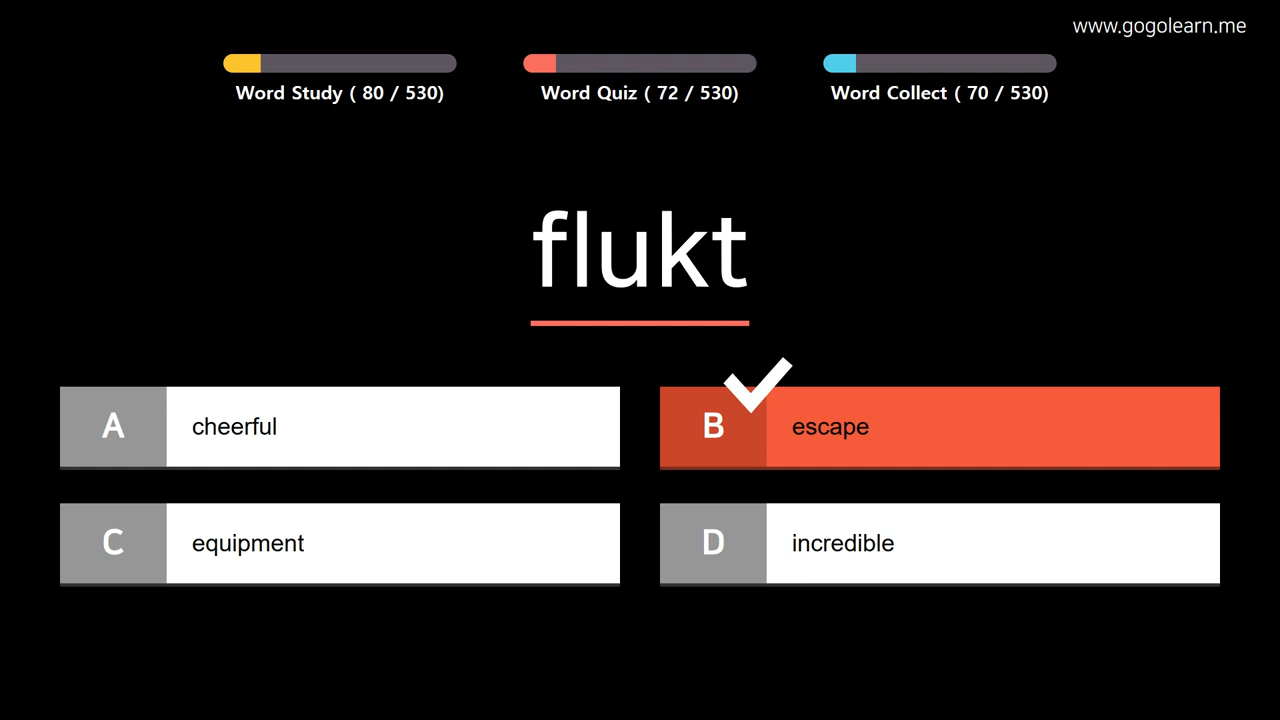 www.gogolearn.me
Word Study ( 80 / 530)
Word Quiz ( 72 / 530)
Word Collect ( 70 / 530)
flukt
A cheerful
B escape
C equipment
D incredible